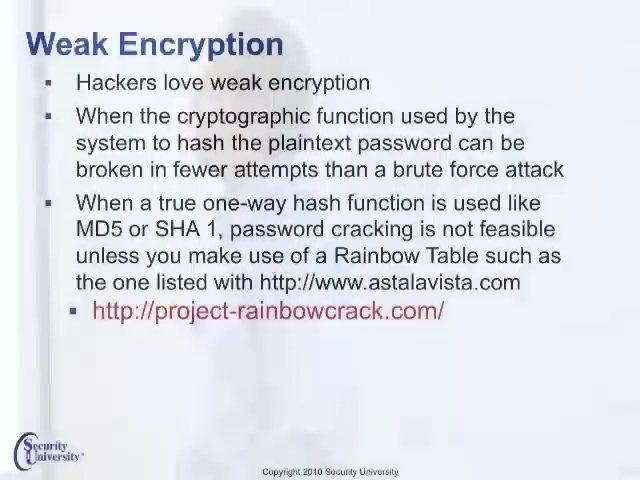 Weak Encryption
▪ Hackers love weak encryption
▪ When the cryptographic function used by the
system to hash the plaintext password can be
broken in fewer attempts than a brute force attack
▪ When a true one-way hash function is used like
MD5 or SHA 1, password cracking is not feasible
unless you make use of a Rainbow Table such as
the one listed with http://www.astalavista.com
▪ http://project-rainbowcrack.com/
Security
University
Copyright 2010 Security University